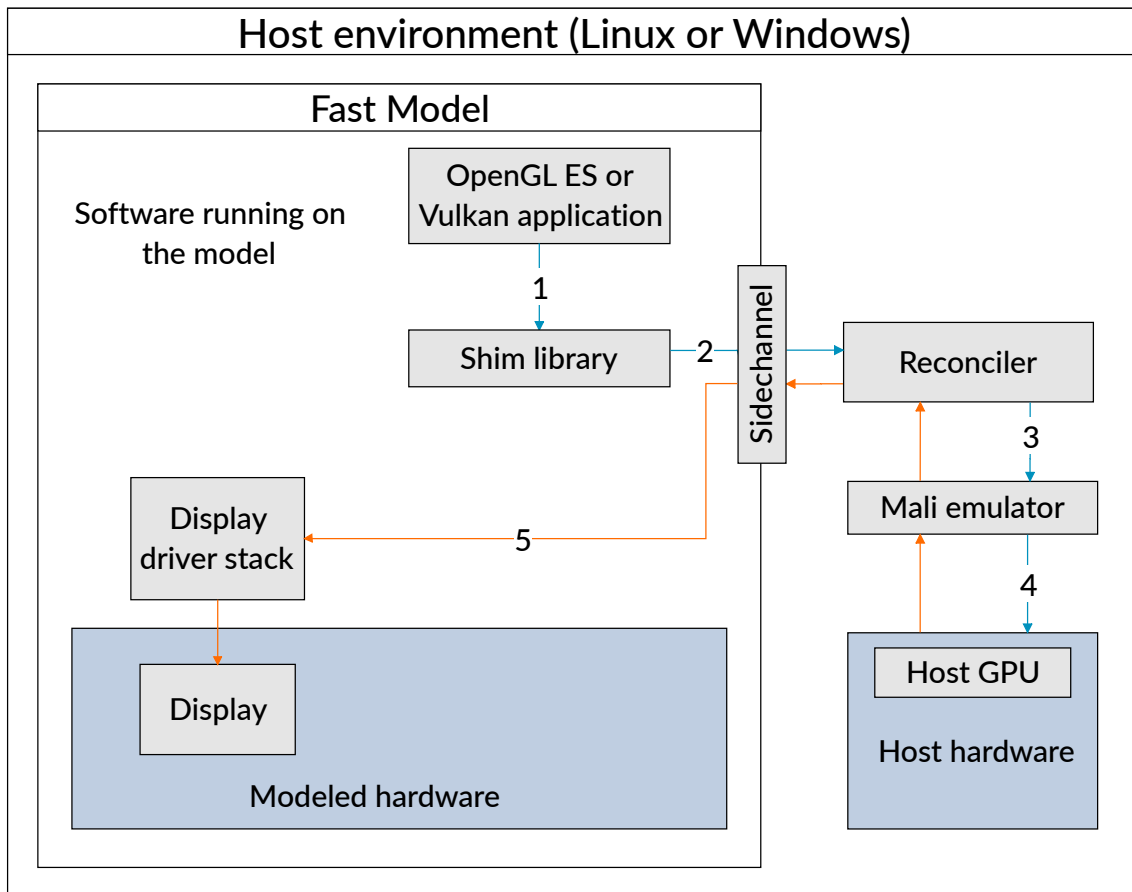 Host environment (Linux or Windows)
Fast Model
OpenGL ES or
Vulkan application
Software running on
the model
1
Shim library
2
Sidechannel
Reconciler
3
Mali emulator
Display
driver stack
5
4
Host GPU
Display
Host hardware
Modeled hardware